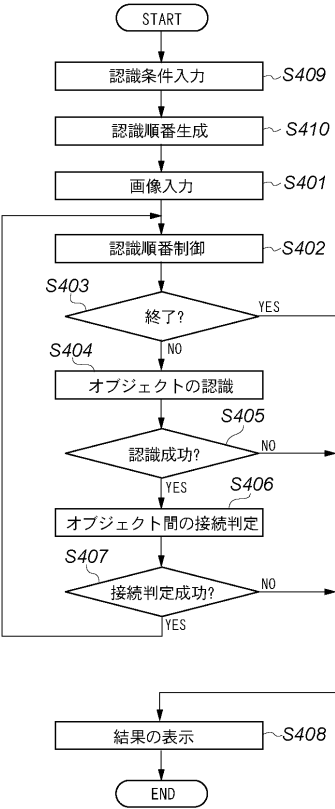 START
認識条件入力 S409
認識順番生成 S410
画像入力 S401
認識順番制御 S402
S403
終了? YES
NO
S404
オブジェクトの認識
S405
認識成功? NO
YES
S406
オブジェクト間の接続判定
S407
接続判定成功? NO
YES
結果の表示 S408
END